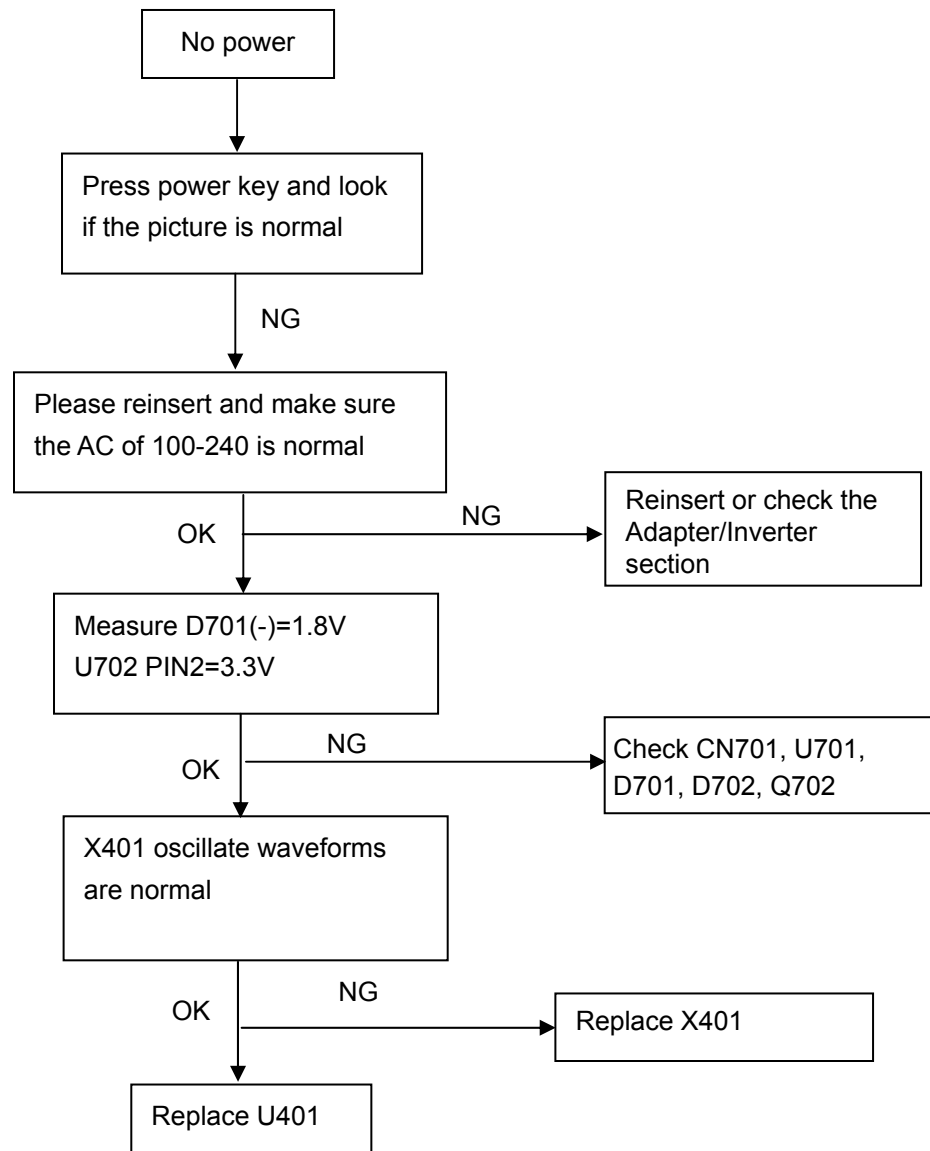 No power
Press power key and look
if the picture is normal
NG
Please reinsert and make sure
the AC of 100-240 is normal
NG
OK
Reinsert or check the
Adapter/Inverter
section
Measure D701(-)=1.8V
U702 PIN2=3.3V
NG
OK
Check CN701, U701,
D701, D702, Q702
X401 oscillate waveforms
are normal
NG
OK
Replace X401
Replace U401